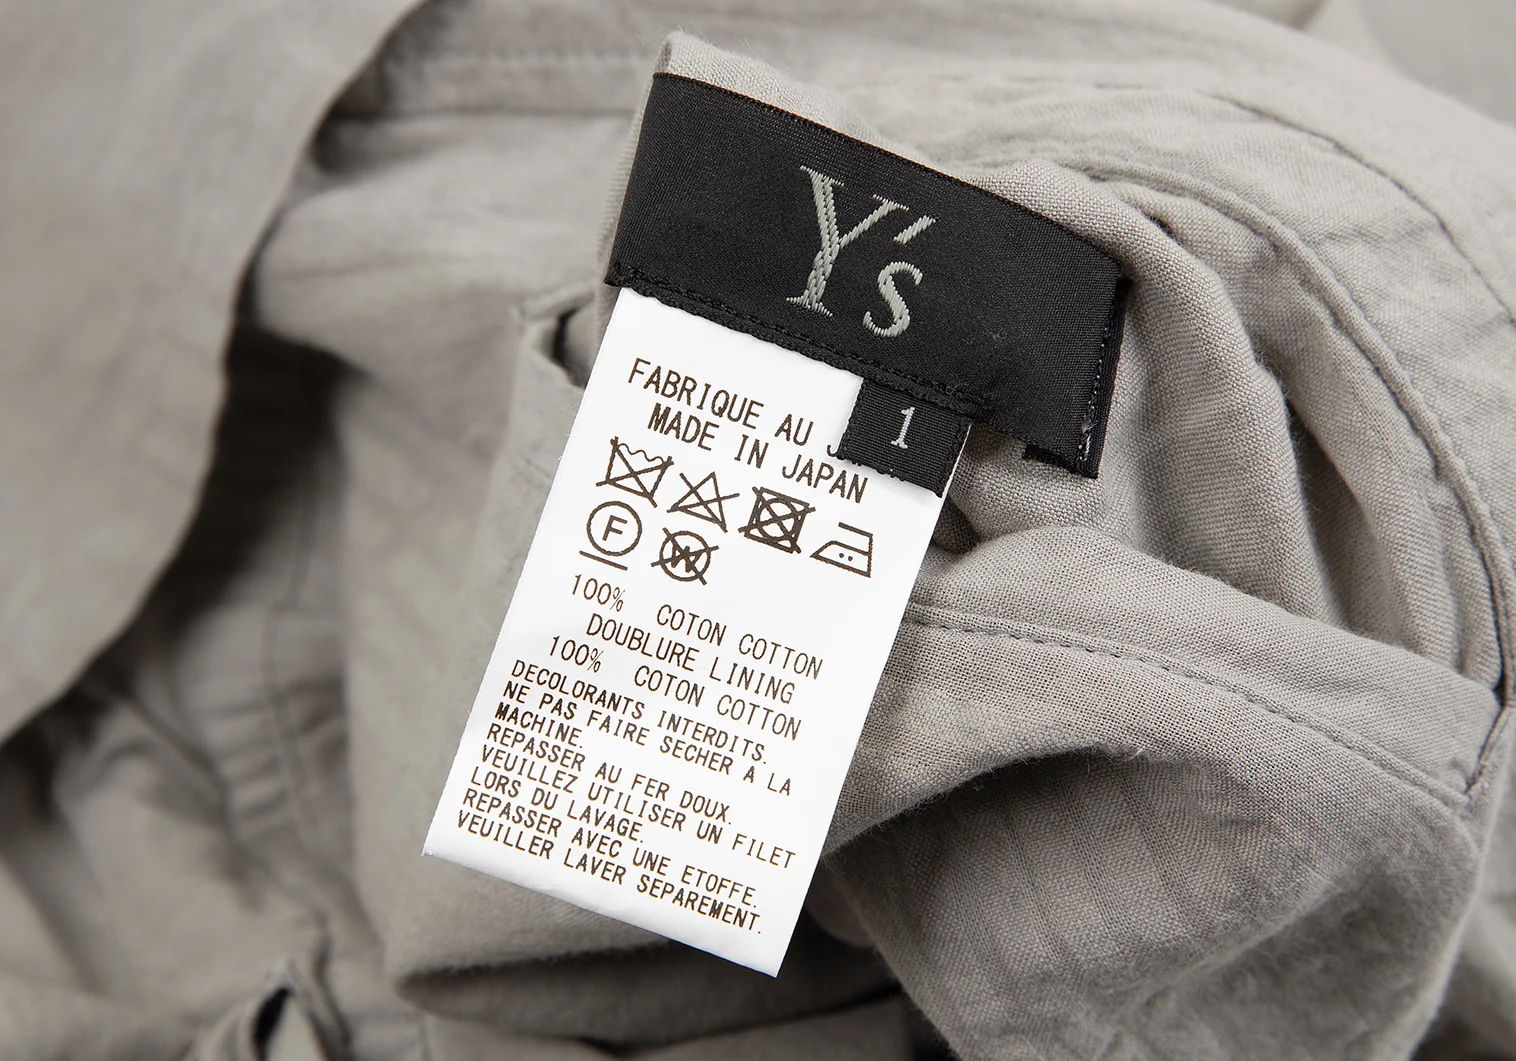 Y's
1
FABRIQUE AU
MADE IN JAPAN
F
W
100% COTON COTTON
DOUBLURE LINING
100% COTON COTTON
DECOLORANTS INTERDITS.
NE PAS FAIRE SECHER A LA
MACHINE.
REPASSER AU FER DOUX.
VEUILLEZ UTILISER UN FILET
LORS DU LAVAGE.
REPASSER AVEC UNE ETOFFE.
VEUILLER LAVER SEPAREMENT.